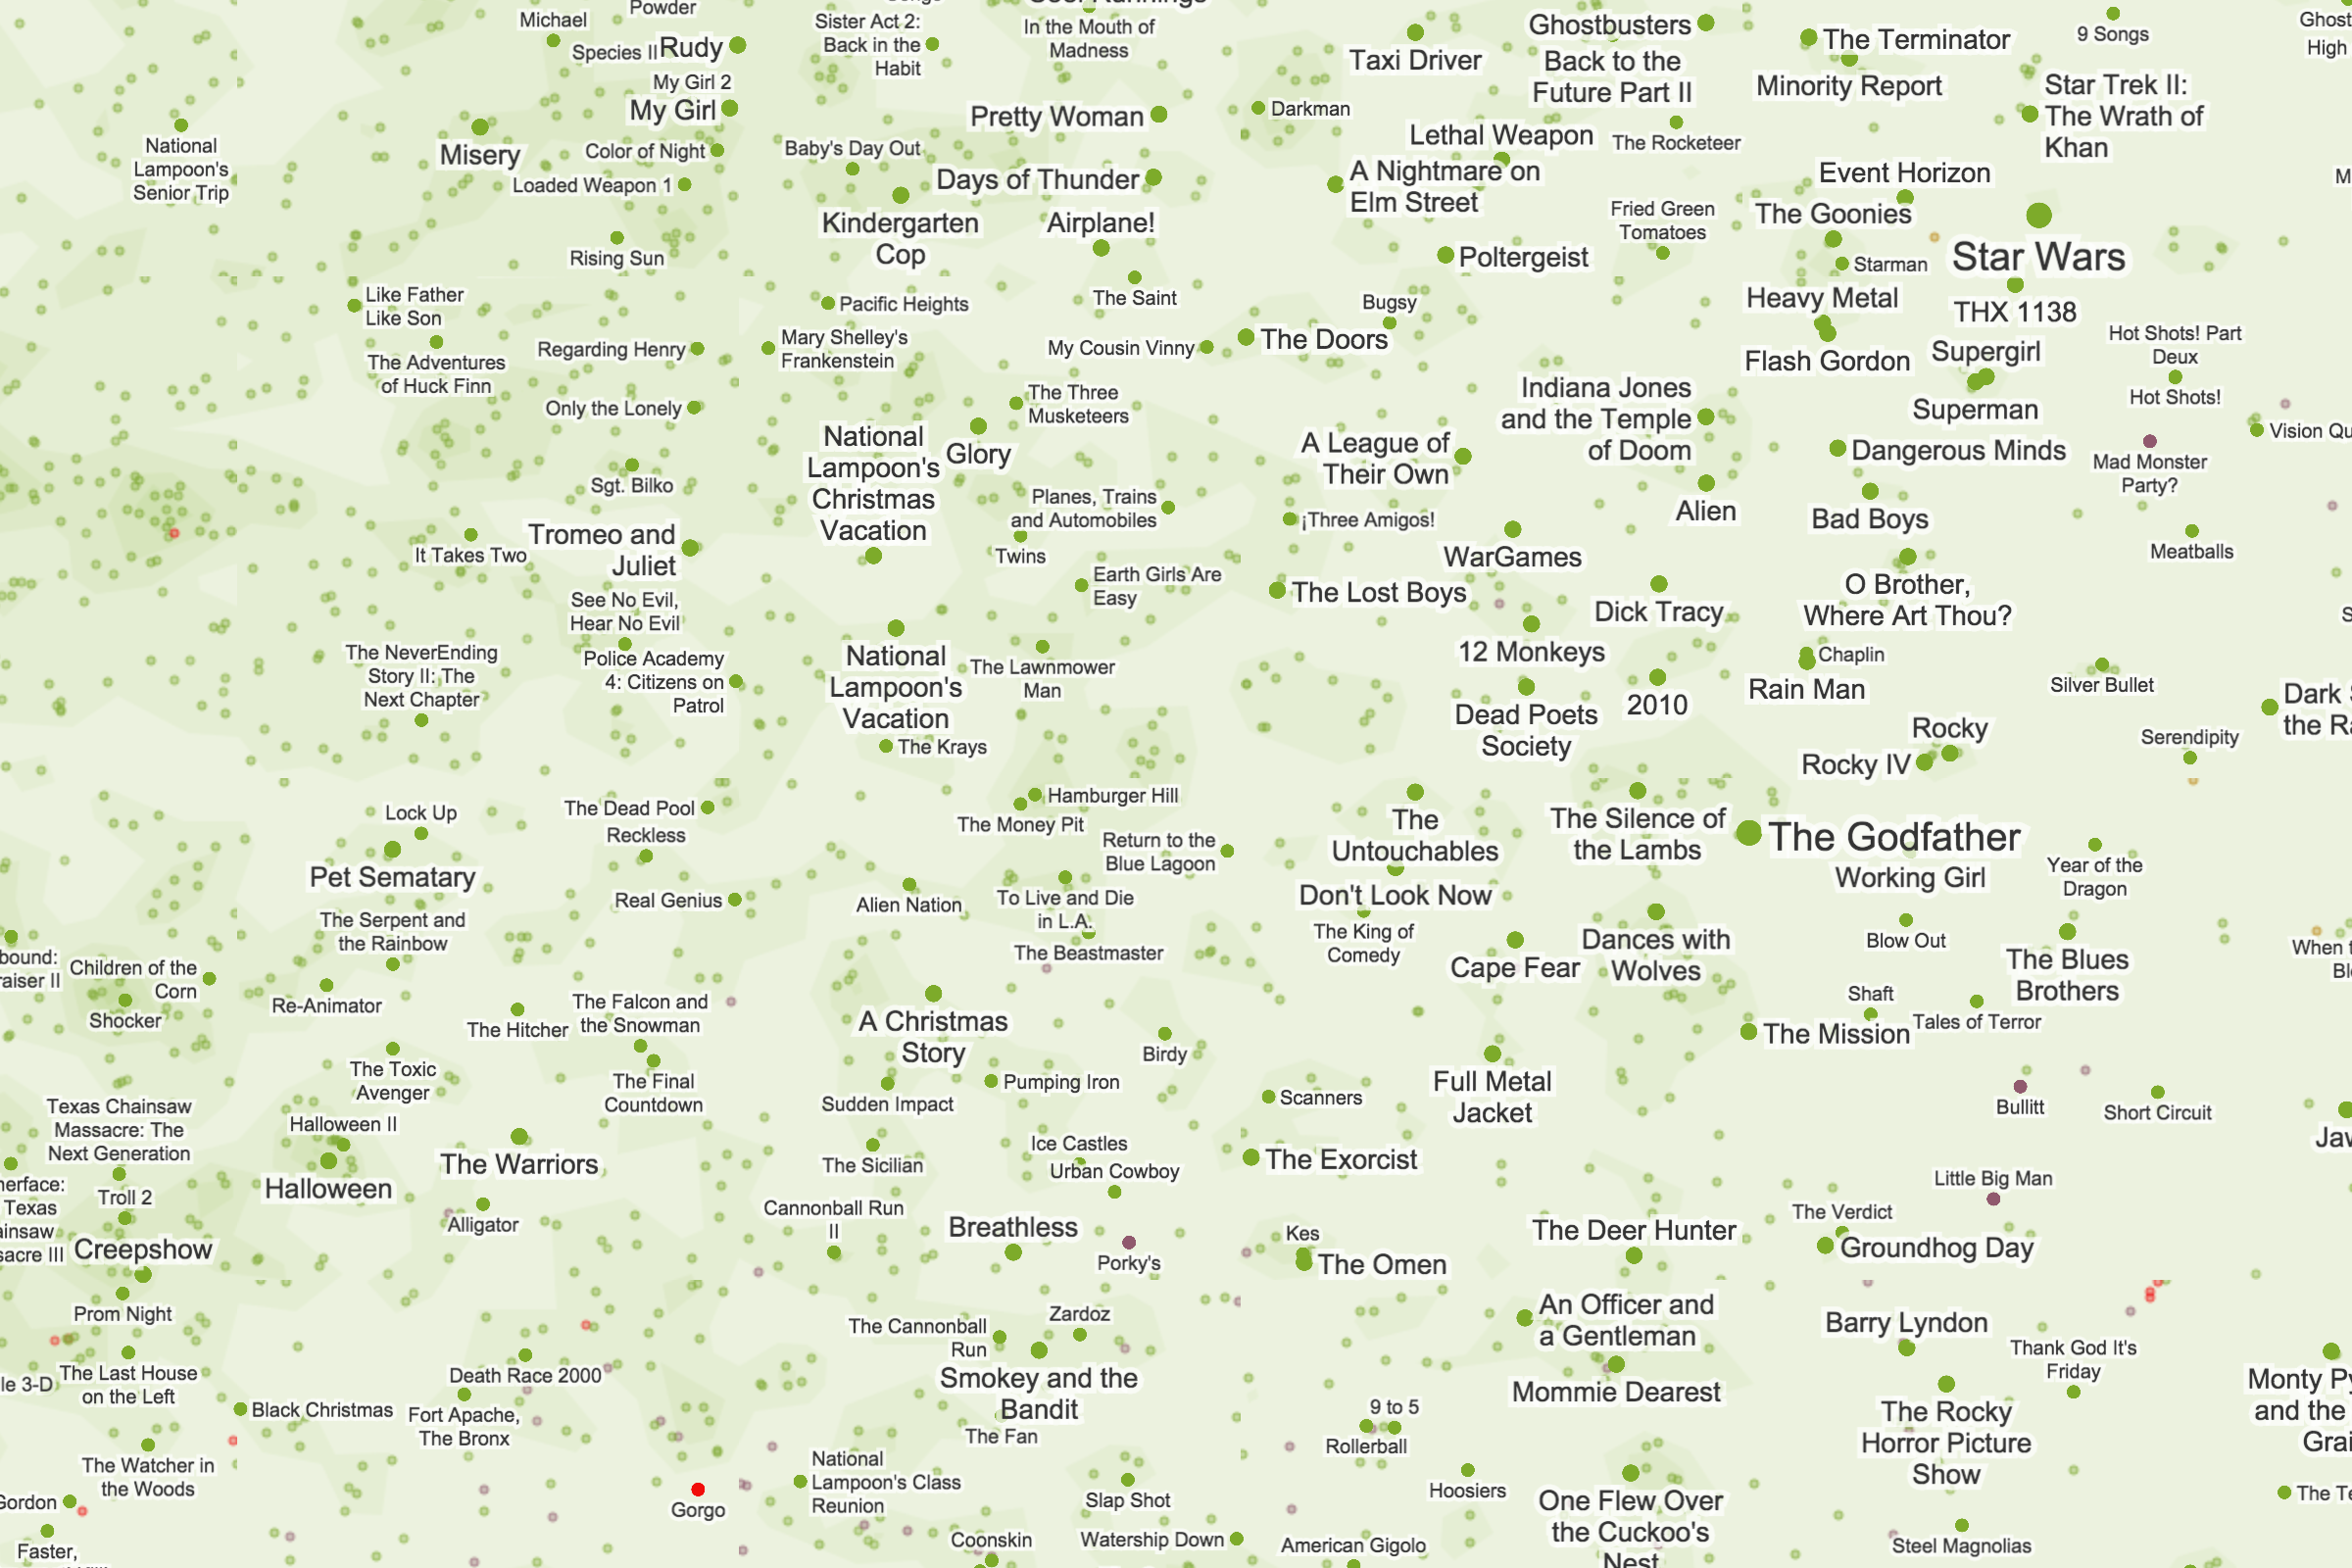 Michael
Powder
Species II
Rudy
My Girl 2
My Girl
Color of Night
Loaded Weapon 1
Misery
National
Lampoon's
Senior Trip
Rising Sun
Sister Act 2:
Back in the
Habit
In the Mouth of
Madness
Pretty Woman
Baby's Day Out
Days of Thunder
Kindergarten
Cop
Airplane!
The Saint
Pacific Heights
Taxi Driver
Ghostbusters
Back to the
Future Part II
Darkman
Lethal Weapon
The Rocketeer
A Nightmare on
Elm Street
Fried Green
Tomatoes
Poltergeist
Bugsy
The Doors
The Terminator
Minority Report
9 Songs
Ghost
High
Star Trek II:
The Wrath of
Khan
Event Horizon
The Goonies
Starman
Star Wars
Heavy Metal
THX 1138
Flash Gordon
Supergirl
Superman
Hot Shots! Part
Deux
Hot Shots!
Like Father
Like Son
The Adventures
of Huck Finn
Regarding Henry
Only the Lonely
Sgt. Bilko
Mary Shelley's
Frankenstein
My Cousin Vinny
The Three
Musketeers
National
Lampoon's
Christmas
Vacation
Glory
Planes, Trains
and Automobiles
Twins
Earth Girls Are
Easy
Indiana Jones
and the Temple
of Doom
A League of
Their Own
Alien
¡Three Amigos!
WarGames
The Lost Boys
Dick Tracy
12 Monkeys
2010
Dead Poets
Society
Dangerous Minds
Bad Boys
O Brother,
Where Art Thou?
Mad Monster
Party?
Meatballs
Vision Qu
Chaplin
Rain Man
Silver Bullet
Dark
Rocky
Rocky IV
Serendipity
It Takes Two
Tromeo and
Juliet
See No Evil,
Hear No Evil
The NeverEnding
Story II: The
Next Chapter
Police Academy
4: Citizens on
Patrol
National
Lampoon's
Vacation
The Lawnmower
Man
The Krays
Lock Up
Pet Sematary
The Dead Pool
Reckless
Real Genius
The Serpent and
the Rainbow
Hamburger Hill
The Money Pit
Return to the
Blue Lagoon
Alien Nation
To Live and Die
in L.A.
The Beastmaster
The
Untouchables
Don't Look Now
The King of
Comedy
The Silence of
the Lambs
Cape Fear
Dances with
Wolves
The Godfather
Working Girl
Year of the
Dragon
Blow Out
The Blues
Brothers
When
Shaft
The Mission
Tales of Terror
bound:
raiser II
Children of the
Corn
Shocker
Re-Animator
The Hitcher
The Falcon and
the Snowman
The Final
Countdown
The Toxic
Avenger
A Christmas
Story
Birdy
Pumping Iron
Sudden Impact
Scanners
Full Metal
Jacket
Bullitt
Short Circuit
Texas Chainsaw
Massacre: The
Next Generation
Halloween II
Halloween
The Warriors
The Sicilian
Ice Castles
Urban Cowboy
The Exorcist
Little Big Man
Troll 2
Alligator
Texas
Creepshow
Cannonball Run
II
Breathless
Porky's
Kes
The Omen
The Deer Hunter
The Verdict
Groundhog Day
Prom Night
The Cannonball
Run
Zardoz
An Officer and
a Gentleman
Barry Lyndon
Thank God It's
Friday
le 3-D
The Last House
on the Left
Death Race 2000
Smokey and the
Bandit
The Fan
Mommie Dearest
The Rocky
Horror Picture
Show
Monty
and the
Black Christmas
Fort Apache,
The Bronx
9 to 5
Rollerball
The Watcher in
the Woods
National
Lampoon's Class
Reunion
Slap Shot
Hoosiers
One Flew Over
the Cuckoo's
Nest
Gordon
Gorgo
Faster,
Coonskin
Watership Down
American Gigolo
Steel Magnolias